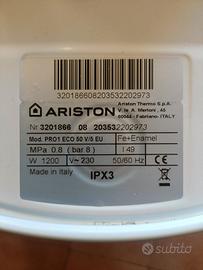 3201866082035322202973
ARISTON
Ariston Thermo S.p.A.
V. le A. Merloni, 45
60044 - Fabriano- ITALY
Nr. 3201866 08 2035322202973
Mod. PRO1 ECO 50 V/5 EU
Fe+Enamel
MPa 0.8 (bar 8)
l 49
W 1200
V~ 230
50/60 Hz
Made in Italy
IPX3
subito